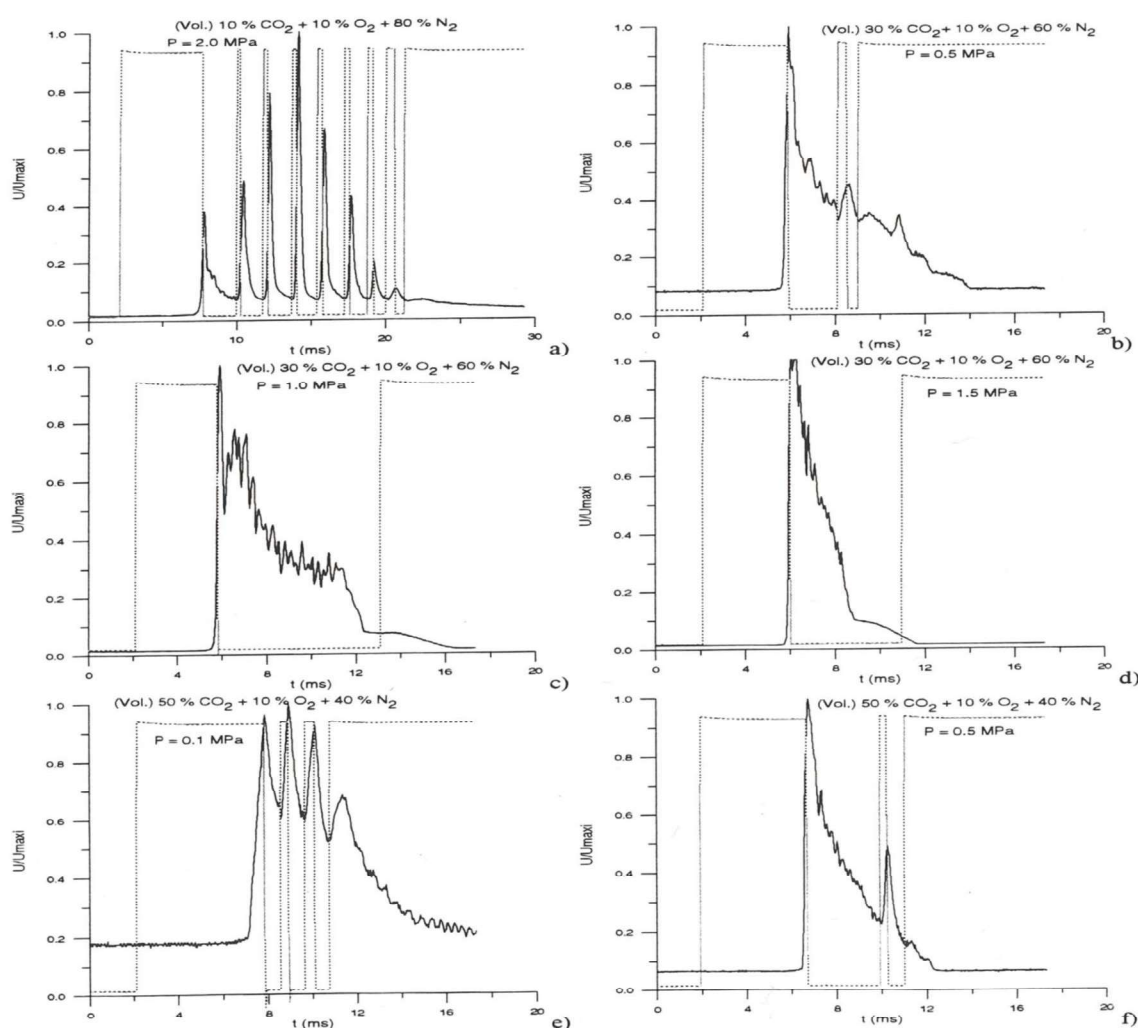 (Vol.) 10 % CO2 + 10 % O2 + 80 % N2
P = 2.0 MPa
U/Umaxi
1.0
0.8
0.6
0.4
0.2
0.0
0
10
20
30
t (ms)
a)
(Vol.) 30 % CO2 + 10 % O2 + 60 % N2
P = 0.5 MPa
U/Umaxi
1.0
0.8
0.6
0.4
0.2
0.0
0
4
8
12
16
20
t (ms)
b)
(Vol.) 30 % CO2 + 10 % O2 + 60 % N2
P = 1.0 MPa
U/Umaxi
1.0
0.8
0.6
0.4
0.2
0.0
0
4
8
12
16
20
t (ms)
c)
(Vol.) 30 % CO2 + 10 % O2 + 60 % N2
P = 1.5 MPa
U/Umaxi
1.0
0.8
0.6
0.4
0.2
0.0
0
4
8
12
16
20
t (ms)
d)
(Vol.) 50 % CO2 + 10 % O2 + 40 % N2
P = 0.1 MPa
U/Umaxi
1.0
0.8
0.6
0.4
0.2
0.0
0
4
8
12
16
20
t (ms)
e)
(Vol.) 50 % CO2 + 10 % O2 + 40 % N2
P = 0.5 MPa
U/Umaxi
1.0
0.8
0.6
0.4
0.2
0.0
0
4
8
12
16
20
t (ms)
f)